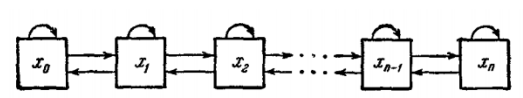 x₀ x₁ x₂ ... xₙ₋₁ xₙ